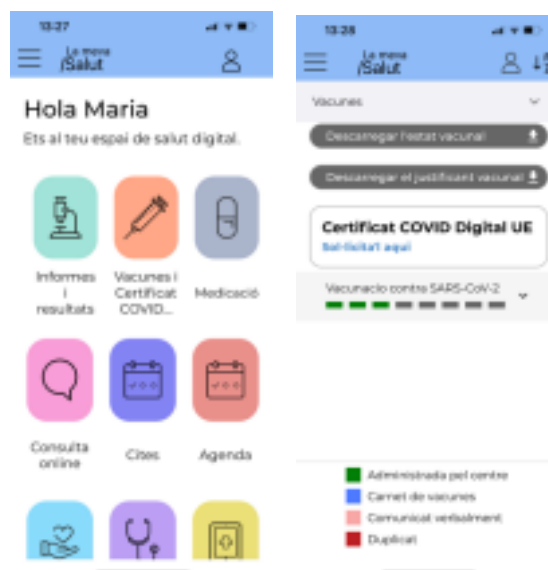 13:27
La meva
/Salut
Hola Maria
Ets al teu espai de salut digital.
Informes
i
resultats
Vacunes i
Certificat
COVID...
Medicació
Consulta
online
Cites
Agenda
13:28
La meva
/Salut
Vacunes
Descarregar l'estat vacunal
Descarregar el justificant vacunal
Certificat COVID Digital UE
Sol·licita'l aquí
Vacunacio contra SARS-CoV-2
Administrada pel centre
Carnet de vacunes
Comunicat verbalment
Duplicat